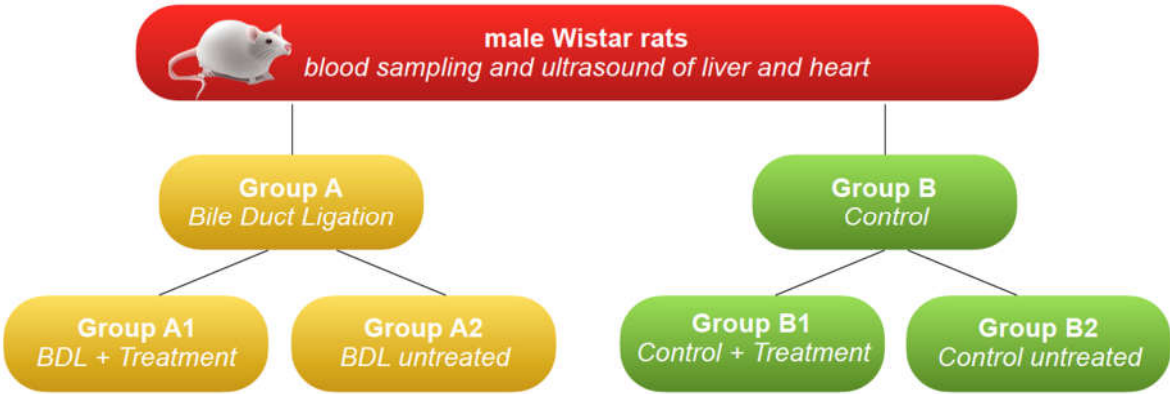 male Wistar rats
blood sampling and ultrasound of liver and heart
Group A
Bile Duct Ligation
Group B
Control
Group A1
BDL + Treatment
Group A2
BDL untreated
Group B1
Control + Treatment
Group B2
Control untreated